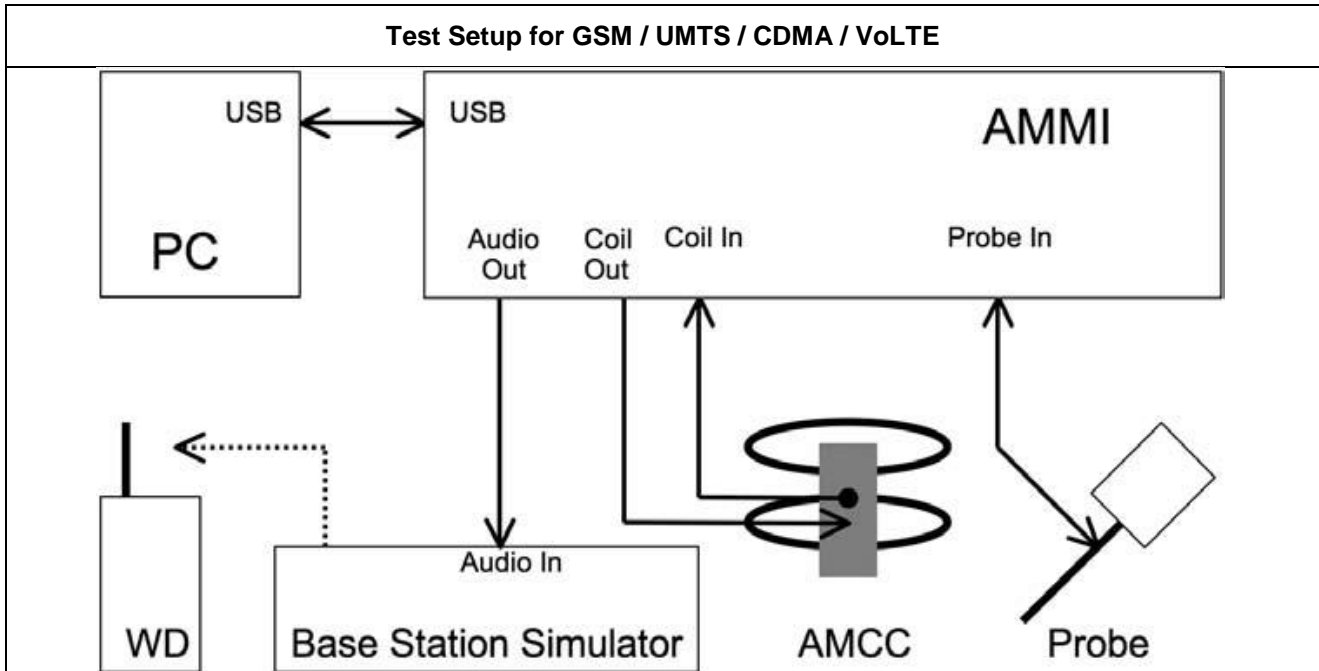 Test Setup for GSM / UMTS / CDMA / VoLTE
USB
USB
AMMI
PC
Audio
Out
Coil
Out
Coil In
Probe In
Audio In
WD
Base Station Simulator
AMCC
Probe